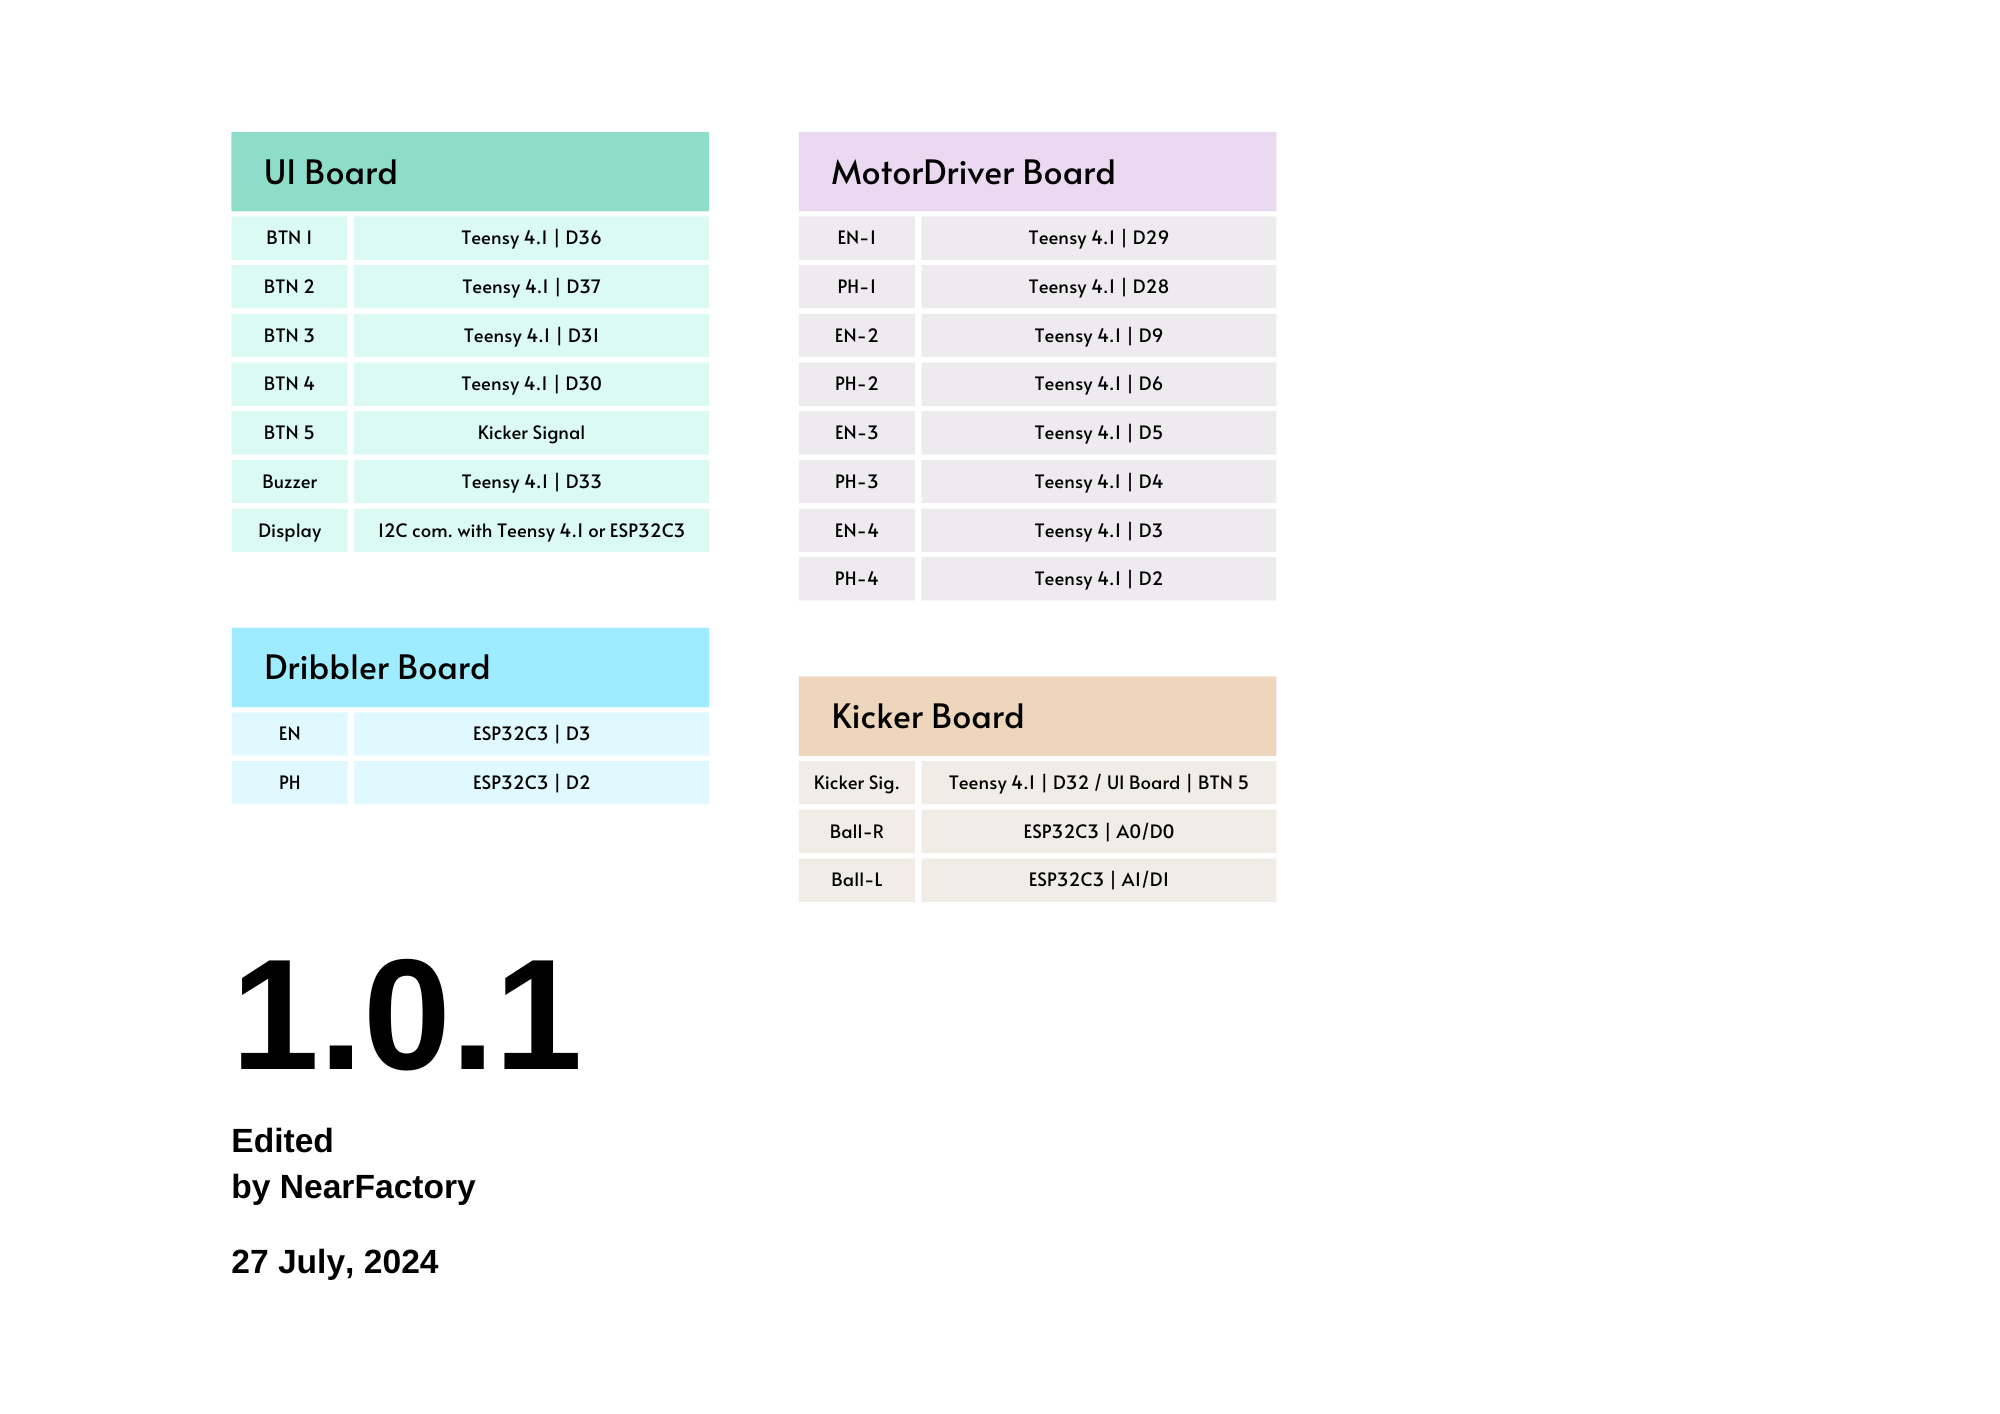 UI Board
BTN 1 Teensy 4.1 | D36
BTN 2 Teensy 4.1 | D37
BTN 3 Teensy 4.1 | D31
BTN 4 Teensy 4.1 | D30
BTN 5 Kicker Signal
Buzzer Teensy 4.1 | D33
Display I2C com. with Teensy 4.1 or ESP32C3
Dribbler Board
EN ESP32C3 | D3
PH ESP32C3 | D2
MotorDriver Board
EN-1 Teensy 4.1 | D29
PH-1 Teensy 4.1 | D28
EN-2 Teensy 4.1 | D9
PH-2 Teensy 4.1 | D6
EN-3 Teensy 4.1 | D5
PH-3 Teensy 4.1 | D4
EN-4 Teensy 4.1 | D3
PH-4 Teensy 4.1 | D2
Kicker Board
Kicker Sig. Teensy 4.1 | D32 / UI Board | BTN 5
Ball-R ESP32C3 | A0/D0
Ball-L ESP32C3 | A1/D1
1.0.1
Edited
by NearFactory
27 July, 2024